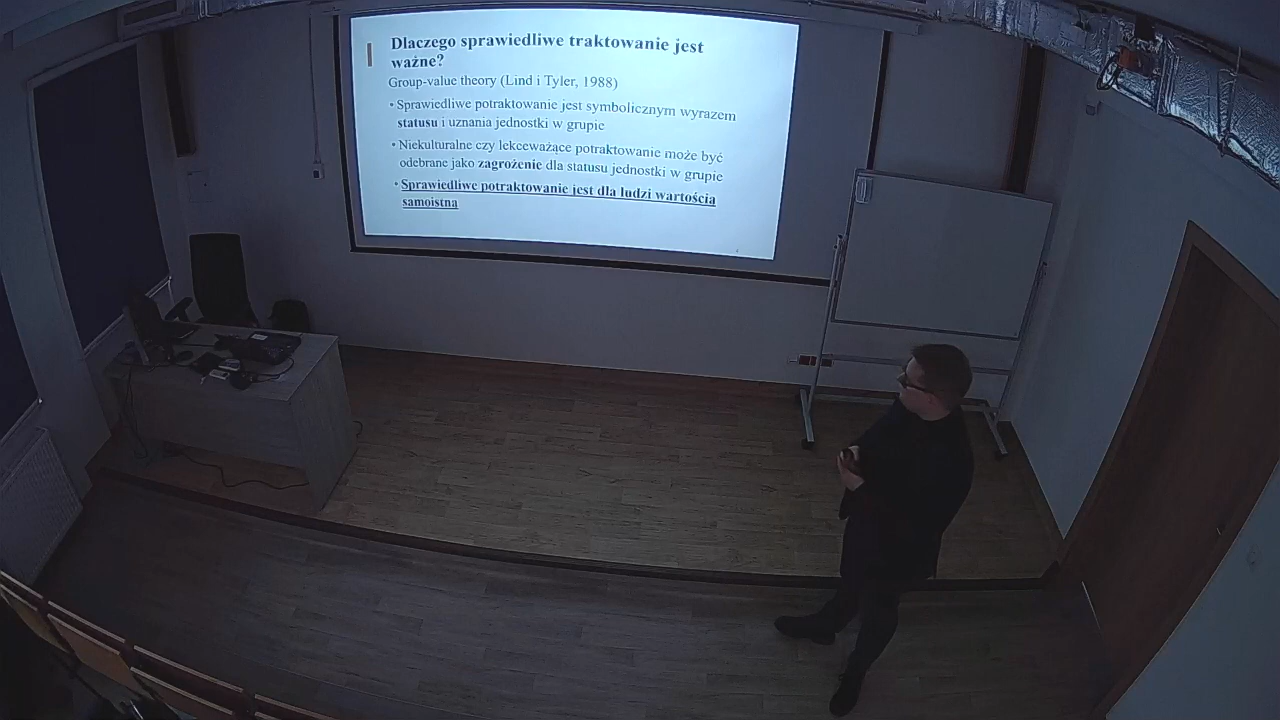 Dlaczego sprawiedliwe traktowanie jest
ważne?
Group-value theory (Lind i Tyler, 1988)
• Sprawiedliwe potraktowanie jest symbolicznym wyrazem
statusu i uznania jednostki w grupie
• Niekulturalne czy lekceważące potraktowanie może być
odebrane jako zagrożenie dla statusu jednostki w grupie
• Sprawiedliwe potraktowanie jest dla ludzi wartością
samoistną